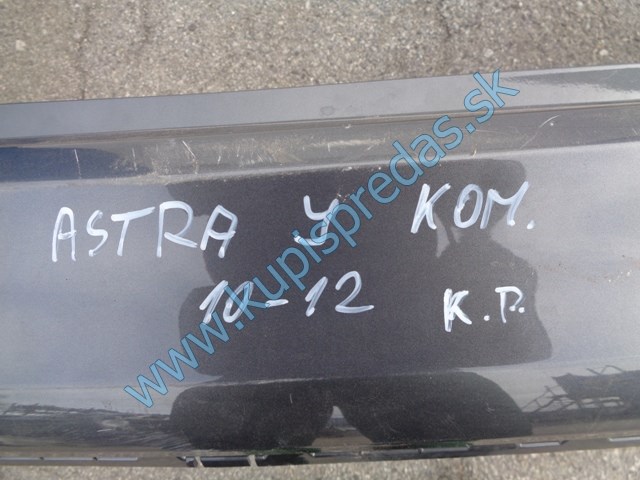 ASTRA Y KOM.
10-12 K.P.
www.kupispredas.sk